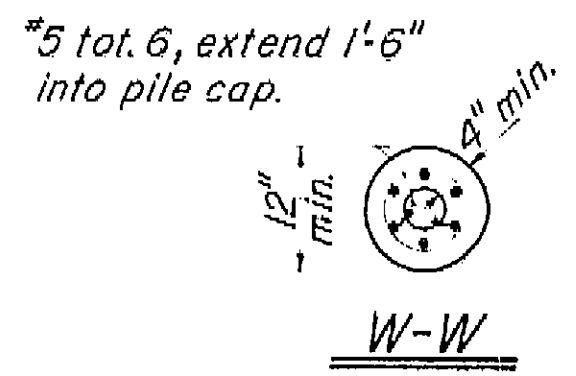 #5 tot. 6, extend 1'-6"
into pile cap.
4" min.
12"
min.
W-W